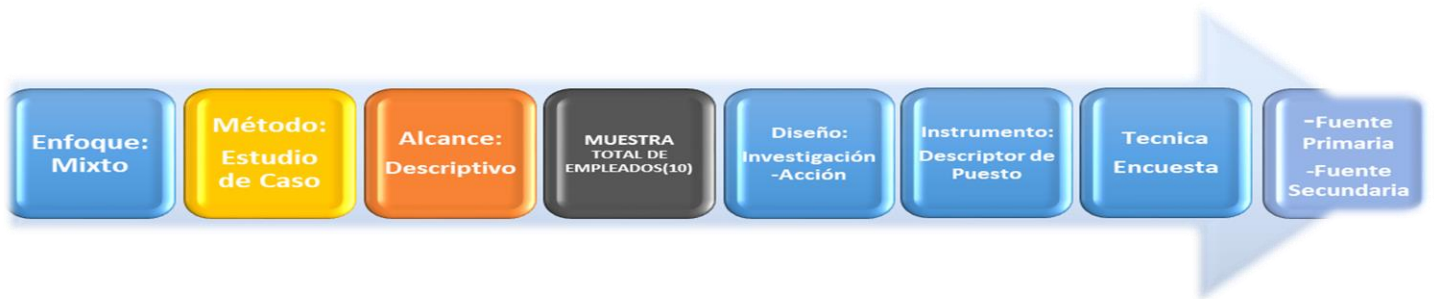 Enfoque:
Mixto
Método:
Estudio
de Caso
Alcance:
Descriptivo
MUESTRA
TOTAL DE
EMPLEADOS(10)
Diseño:
Investigación
-Acción
Instrumento:
Descriptor de
Puesto
Tecnica
Encuesta
-Fuente
Primaria
-Fuente
Secundaria